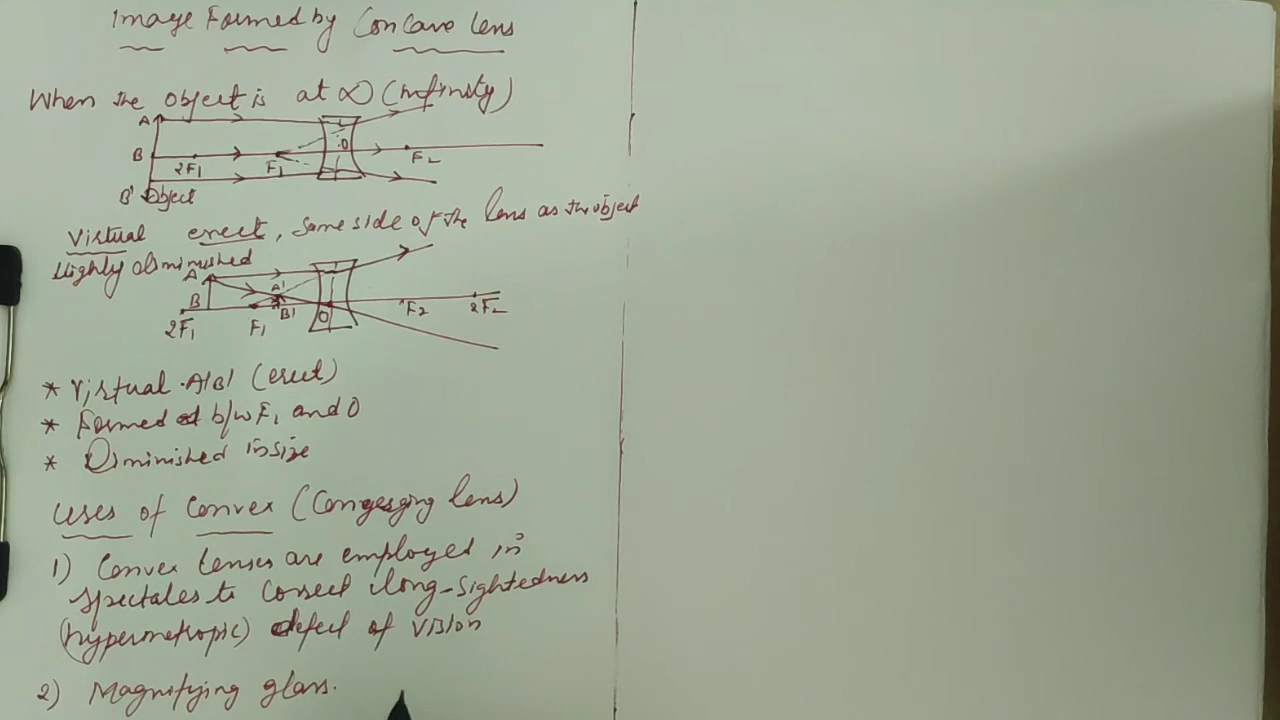 Image Formed by Concave lens
When the object is at ∞ (infinity)
A
B
2F1 F1 O F2
B' Object
Virtual erect, same side of the lens as the object
Highly diminished
A A'
B B' O F2 2F2
2F1 F1
* Virtual A'B' (erect)
* Formed at b/w F1 and O
* Diminished in size
Uses of Convex (Converging lens)
1) Convex lenses are employed in
spectales to correct long-sightedness
(hypermetropic) defect of vision
2) Magnifying glass.